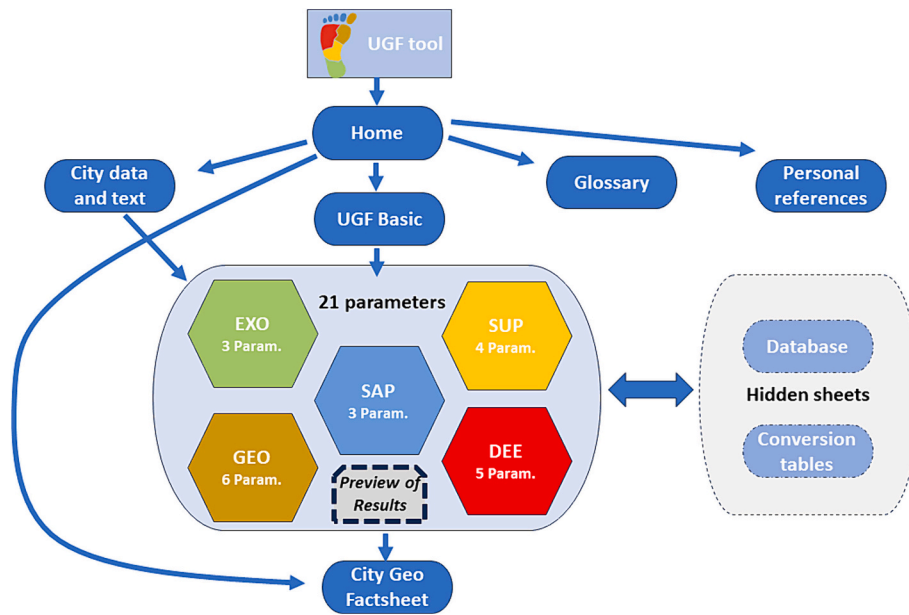 UGF tool
Home
City data
and text
Glossary
Personal
references
UGF Basic
21 parameters
EXO
3 Param.
SUP
4 Param.
SAP
3 Param.
GEO
6 Param.
DEE
5 Param.
Preview of
Results
Database
Hidden sheets
Conversion
tables
City Geo
Factsheet